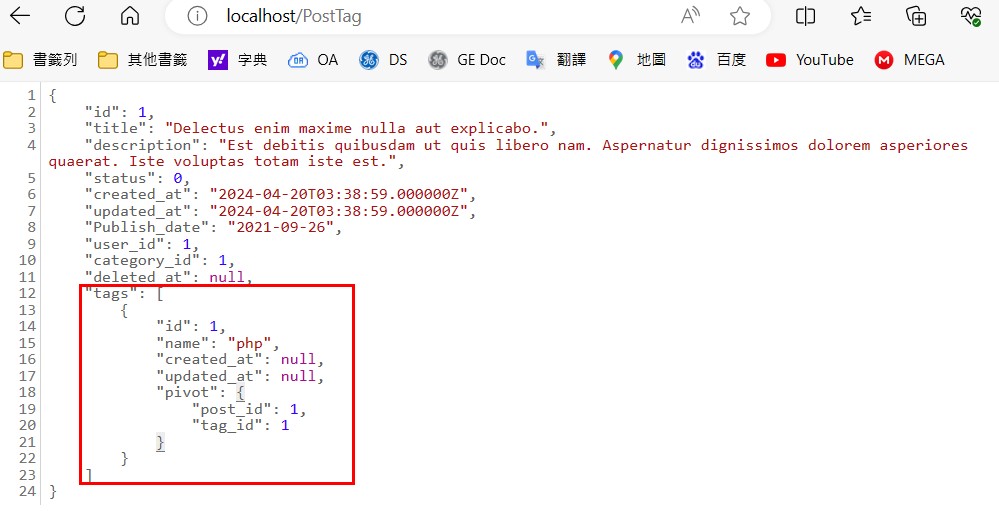 localhost/PostTag
書籤列 其他書籤 字典 OA DS GE Doc 翻譯 地圖 百度 YouTube MEGA
1 {
2 "id": 1,
3 "title": "Delectus enim maxime nulla aut explicabo.",
4 "description": "Est debitis quibusdam ut quis libero nam. Aspernatur dignissimos dolorem asperiores
quaerat. Iste voluptas totam iste est.",
5 "status": 0,
6 "created_at": "2024-04-20T03:38:59.000000Z",
7 "updated_at": "2024-04-20T03:38:59.000000Z",
8 "Publish_date": "2021-09-26",
9 "user_id": 1,
10 "category_id": 1,
11 "deleted_at": null,
12 "tags": [
13 {
14 "id": 1,
15 "name": "php",
16 "created_at": null,
17 "updated_at": null,
18 "pivot": {
19 "post_id": 1,
20 "tag_id": 1
21 }
22 }
23 ]
24 }